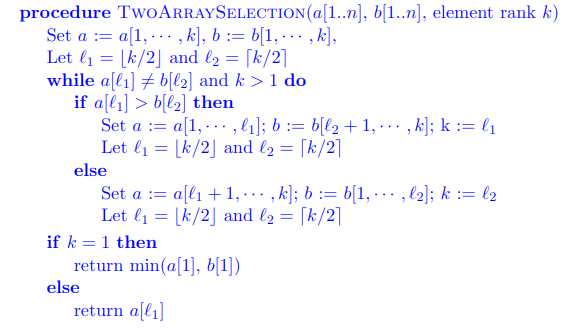 procedure TWOARRAYSELECTION(a[1..n], b[1..n], element rank k)
Set a := a[1, ⋯ , k], b := b[1, ⋯ , k],
Let ℓ₁ = ⌊k/2⌋ and ℓ₂ = ⌈k/2⌉
while a[ℓ₁] ≠ b[ℓ₂] and k > 1 do
if a[ℓ₁] > b[ℓ₂] then
Set a := a[1, ⋯ , ℓ₁]; b := b[ℓ₂ + 1, ⋯ , k]; k := ℓ₁
Let ℓ₁ = ⌊k/2⌋ and ℓ₂ = ⌈k/2⌉
else
Set a := a[ℓ₁ + 1, ⋯ , k]; b := b[1, ⋯ , ℓ₂]; k := ℓ₂
Let ℓ₁ = ⌊k/2⌋ and ℓ₂ = ⌈k/2⌉
if k = 1 then
return min(a[1], b[1])
else
return a[ℓ₁]